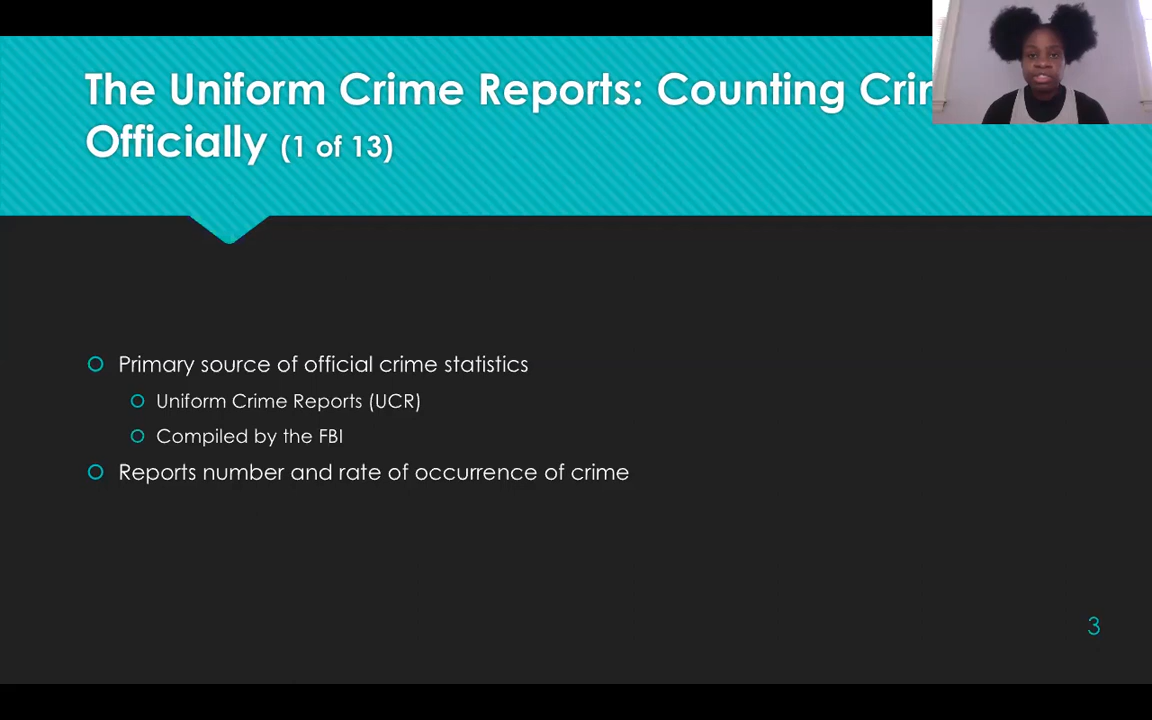 The Uniform Crime Reports: Counting
Officially (1 of 13)
Primary source of official crime statistics
Uniform Crime Reports (UCR)
Compiled by the FBI
Reports number and rate of occurrence of crime
3